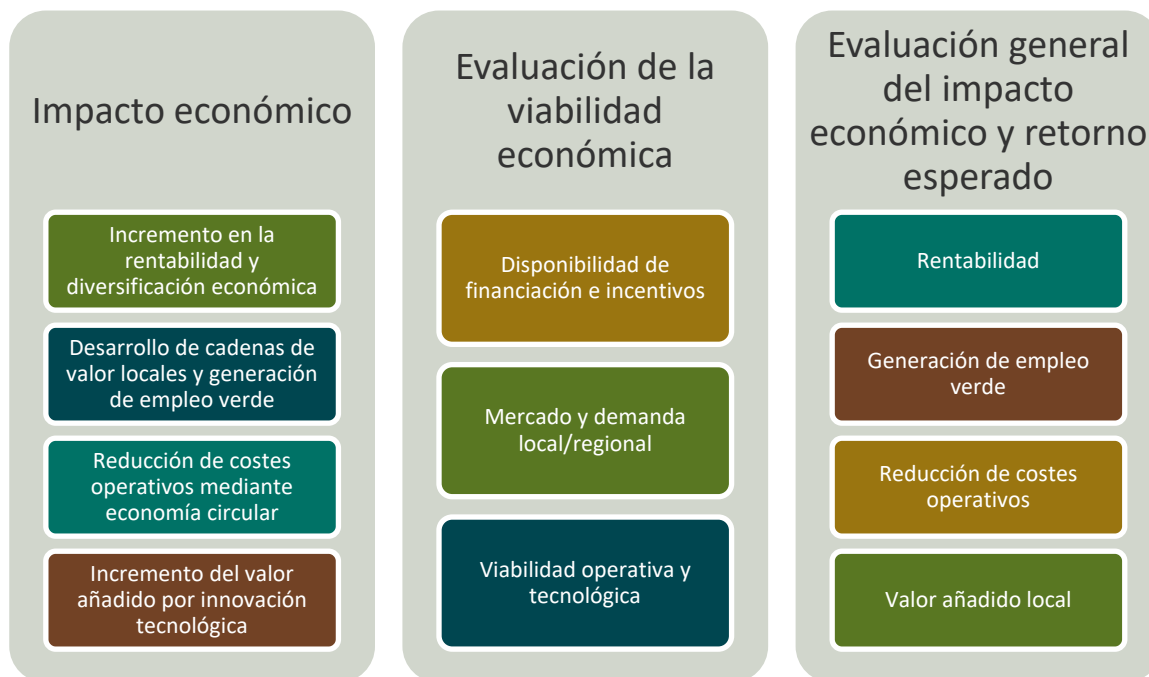 Impacto económico
Incremento en la
rentabilidad y
diversificación económica
Desarrollo de cadenas de
valor locales y generación
de empleo verde
Reducción de costes
operativos mediante
economía circular
Incremento del valor
añadido por innovación
tecnológica
Evaluación de la
viabilidad
económica
Disponibilidad de
financiación e incentivos
Mercado y demanda
local/regional
Viabilidad operativa y
tecnológica
Evaluación general
del impacto
económico y retorno
esperado
Rentabilidad
Generación de empleo
verde
Reducción de costes
operativos
Valor añadido local